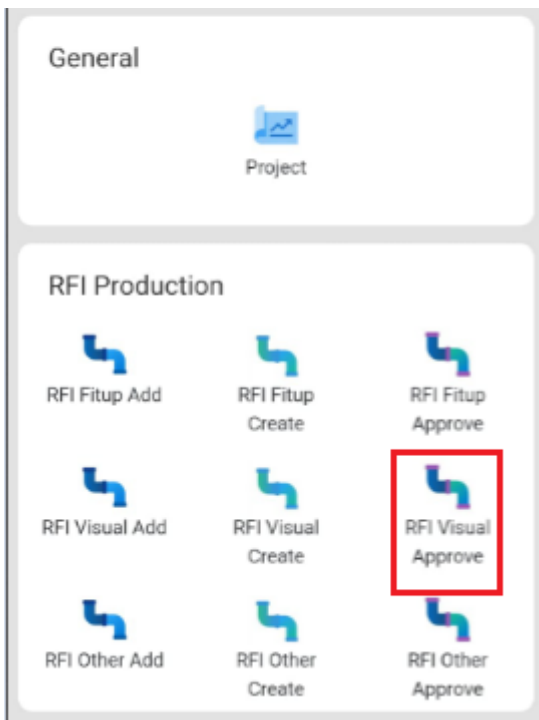 General
Project
RFI Production
RFI Fitup Add
RFI Fitup
Create
RFI Fitup
Approve
RFI Visual Add
RFI Visual
Create
RFI Visual
Approve
RFI Other Add
RFI Other
Create
RFI Other
Approve